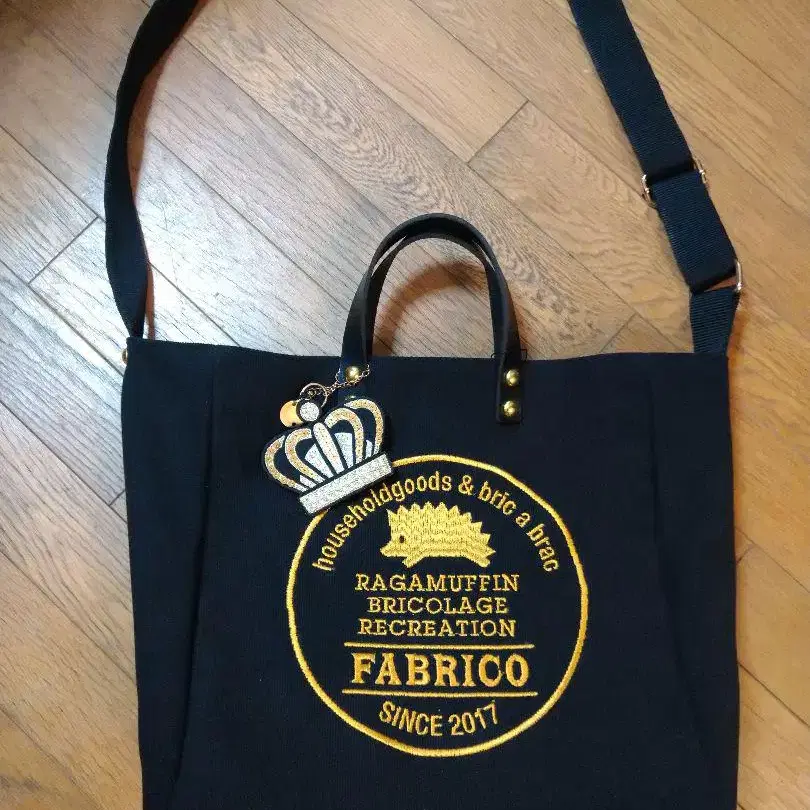 householdgoods & bric a brac
RAGAMUFFIN
BRICOLAGE
RECREATION
FABRICO
SINCE 2017